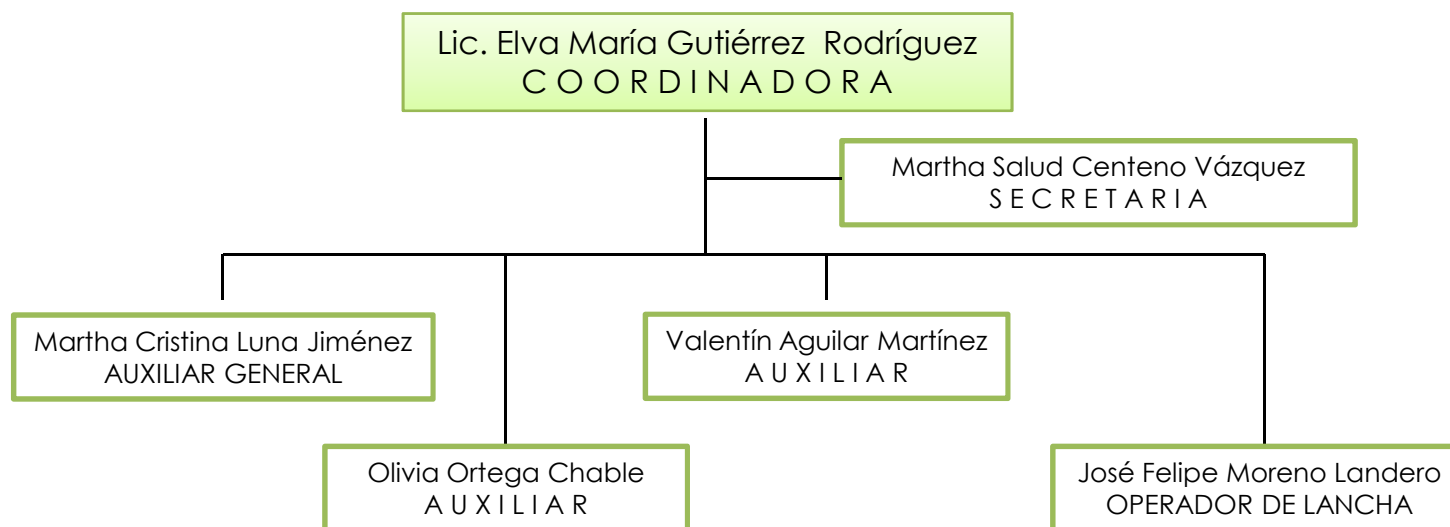 Lic. Elva María Gutiérrez Rodríguez
C O O R D I N A D O R A
Martha Salud Centeno Vázquez
S E C R E T A R I A
Martha Cristina Luna Jiménez
AUXILIAR GENERAL
Valentín Aguilar Martínez
A U X I L I A R
Olivia Ortega Chable
A U X I L I A R
José Felipe Moreno Landero
OPERADOR DE LANCHA